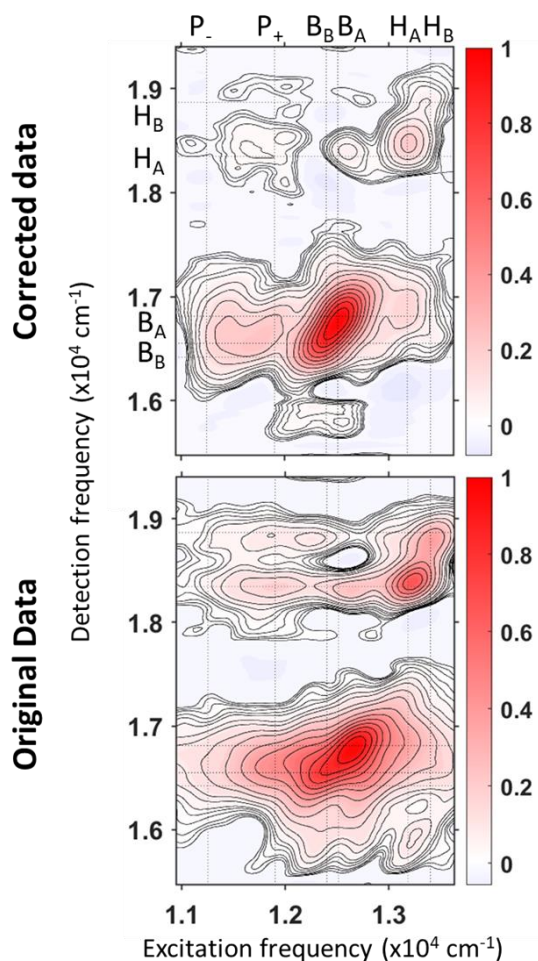 P₋ P₊ B_B B_A H_A H_B
Corrected data
Detection frequency (x10⁴ cm⁻¹)
1.9
H_B
H_A
1.8
1.7
B_A
B_B
1.6
1
0.8
0.6
0.4
0.2
0
Original Data
1.9
1.8
1.7
1.6
1
0.8
0.6
0.4
0.2
0
1.1 1.2 1.3
Excitation frequency (x10⁴ cm⁻¹)